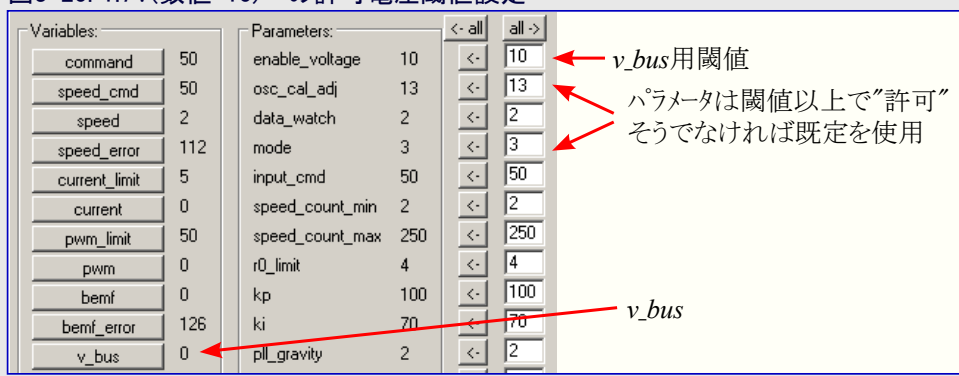 Variables:
command 50
speed_cmd 50
speed 2
speed_error 112
current_limit 5
current 0
pwm_limit 50
pwm 0
bemf 0
bemf_error 126
v_bus 0
Parameters: <- all all ->
enable_voltage 10 <- 10
osc_cal_adj 13 <- 13
data_watch 2 <- 2
mode 3 <- 3
input_cmd 50 <- 50
speed_count_min 2 <- 2
speed_count_max 250 <- 250
r0_limit 4 <- 4
kp 100 <- 100
ki 70 <- 70
pll_gravity 2 <- 2
v_bus用閾値
パラメータは閾値以上で"許可"
そうでなければ既定を使用
v_bus